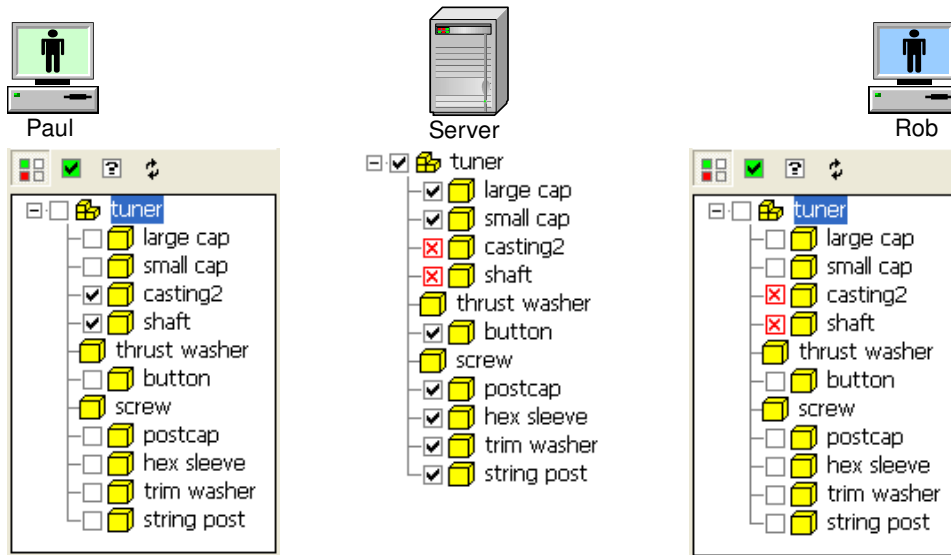 Paul
Server
Rob
tuner
large cap
small cap
casting2
shaft
thrust washer
button
screw
postcap
hex sleeve
trim washer
string post
tuner
large cap
small cap
casting2
shaft
thrust washer
button
screw
postcap
hex sleeve
trim washer
string post
tuner
large cap
small cap
casting2
shaft
thrust washer
button
screw
postcap
hex sleeve
trim washer
string post